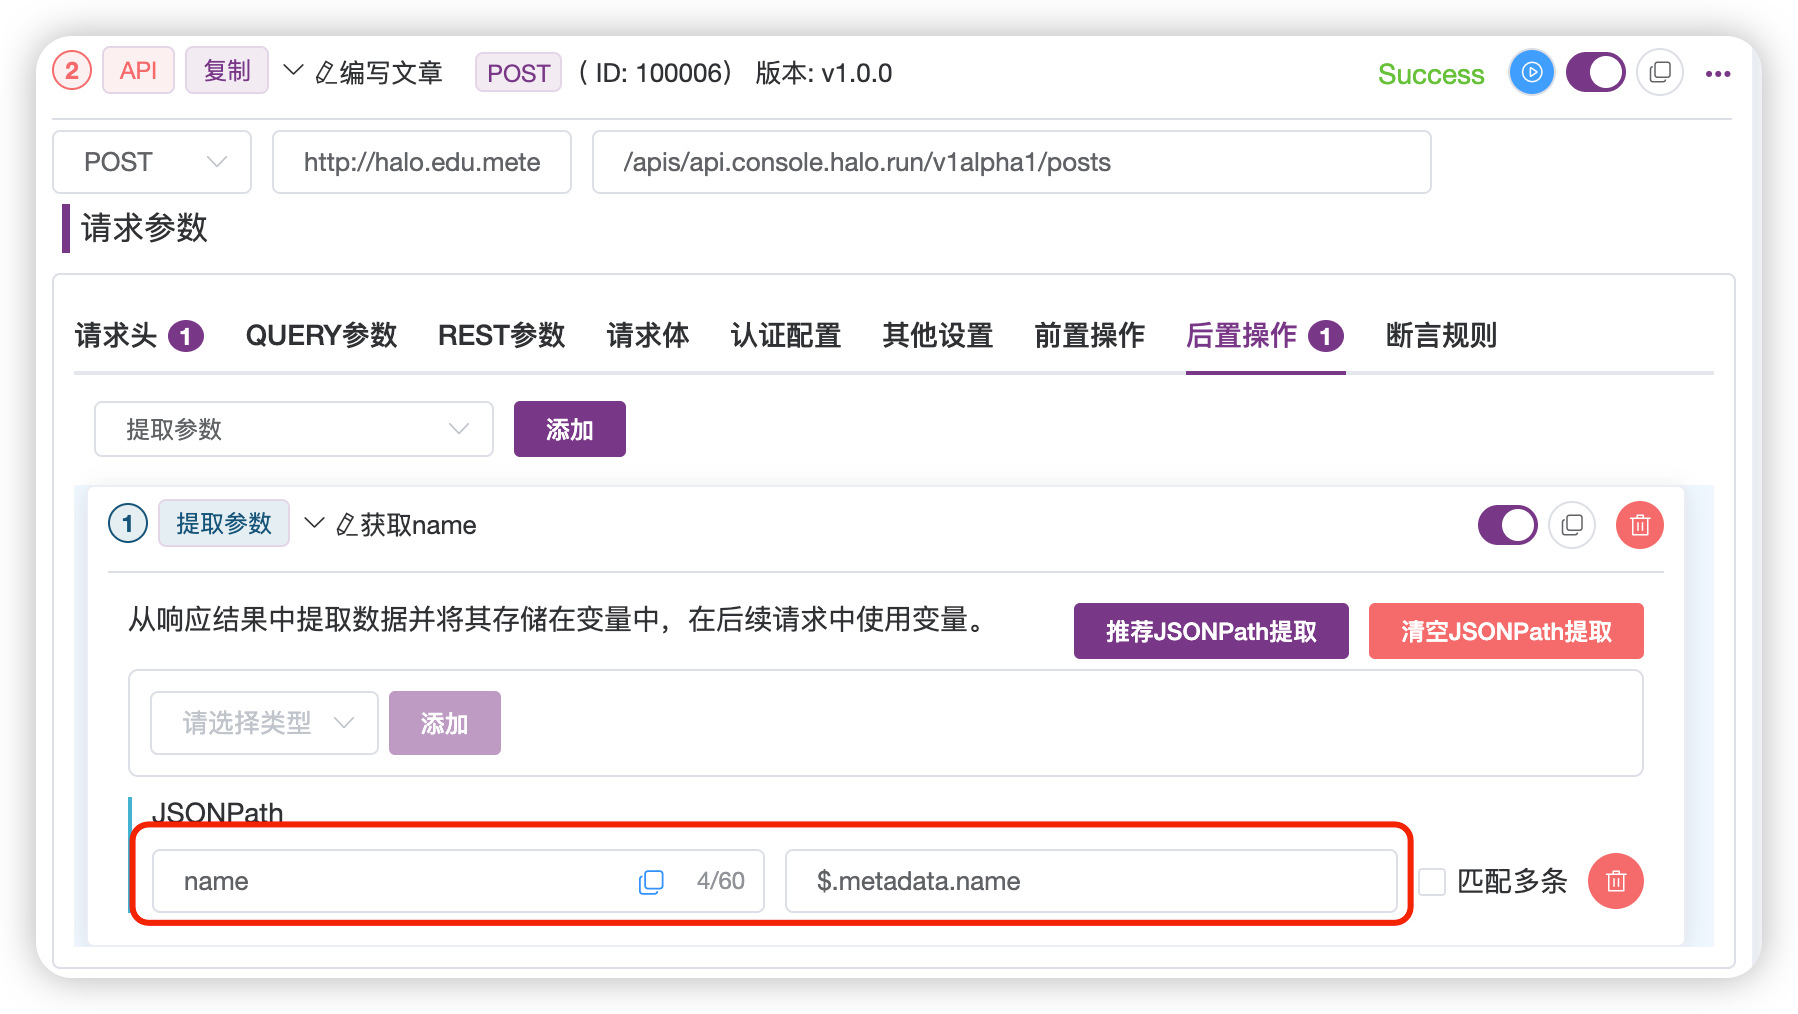 2 API 复制 编写文章 POST ( ID: 100006) 版本: v1.0.0 Success
POST http://halo.edu.mete /apis/api.console.halo.run/v1alpha1/posts
请求参数
请求头 1 QUERY参数 REST参数 请求体 认证配置 其他设置 前置操作 后置操作 1 断言规则
提取参数 添加
1 提取参数 获取name
从响应结果中提取数据并将其存储在变量中，在后续请求中使用变量。 推荐JSONPath提取 清空JSONPath提取
请选择类型 添加
JSONPath
name 4/60 $.metadata.name 匹配多条